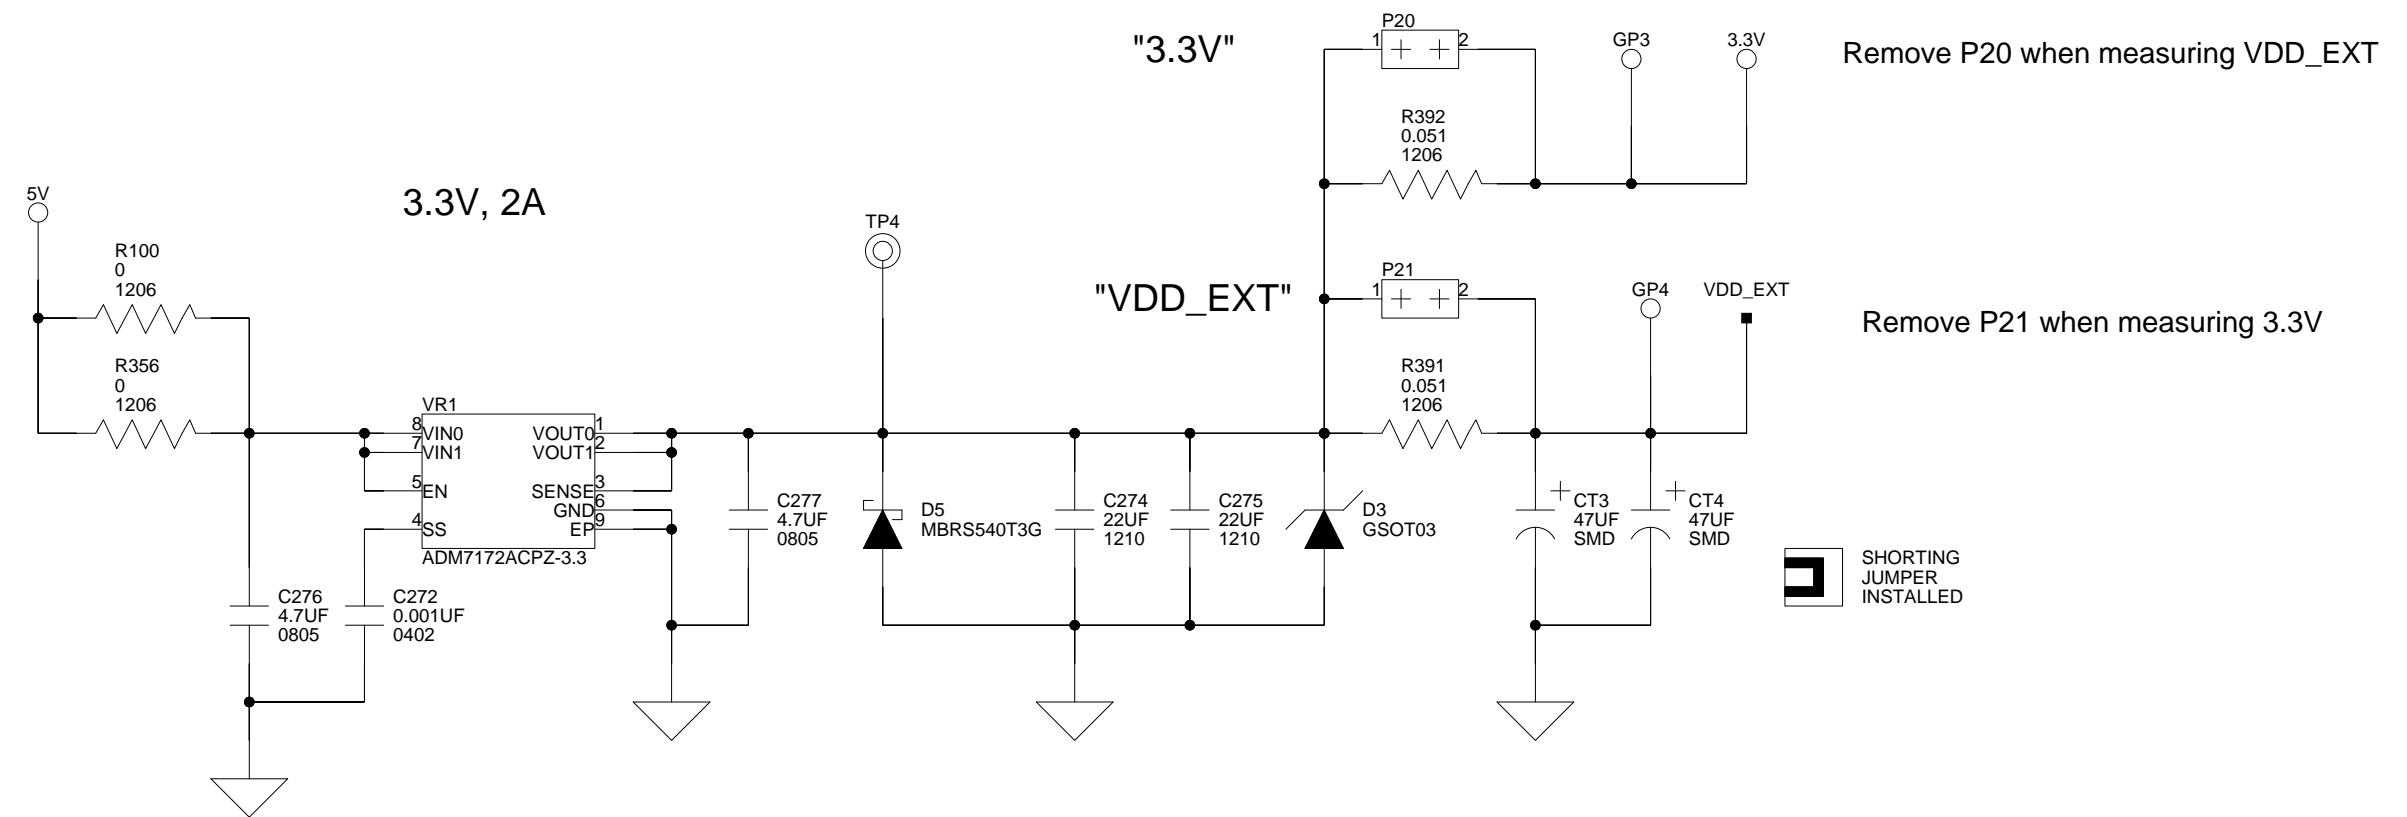 P20
"3.3V"
1
2
GP3
3.3V
Remove P20 when measuring VDD_EXT
R392
0.051
1206
5V
3.3V, 2A
TP4
R100
0
1206
"VDD_EXT"
P21
1
2
GP4
VDD_EXT
Remove P21 when measuring 3.3V
R356
0
1206
R391
0.051
1206
VR1
8
VIN0
7
VIN1
5
EN
4
SS
VOUT0
1
VOUT1
2
SENSE
3
GND
6
EP
9
ADM7172ACPZ-3.3
C277
4.7UF
0805
D5
MBRS540T3G
C274
22UF
1210
C275
22UF
1210
D3
GSOT03
CT3
47UF
SMD
CT4
47UF
SMD
C276
4.7UF
0805
C272
0.001UF
0402
SHORTING
JUMPER
INSTALLED